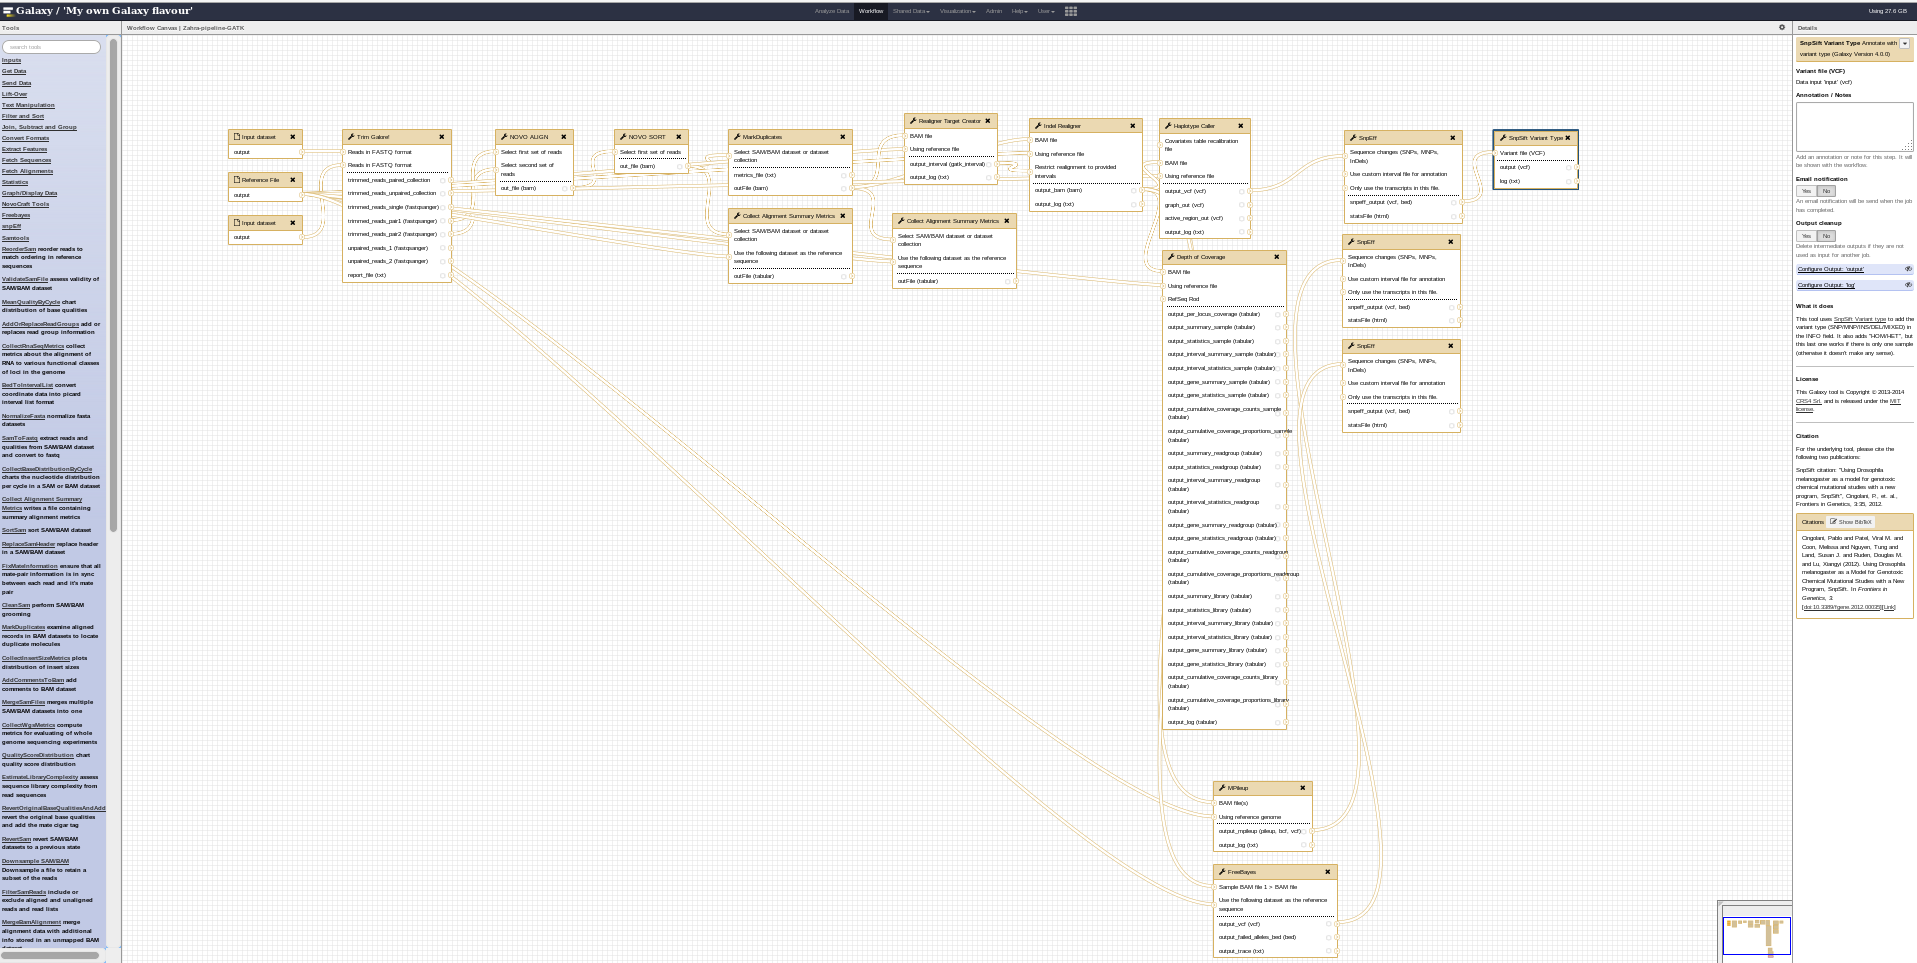 Galaxy / 'My own Galaxy flavour'
Analyze Data
Workflow
Shared Data
Visualization
Admin
Help
User
Using 27.6 GB
Tools
search tools
Inputs
Get Data
Send Data
Lift-Over
Text Manipulation
Filter and Sort
Join, Subtract and Group
Convert Formats
Extract Features
Fetch Sequences
Fetch Alignments
Statistics
Graph/Display Data
NovoCraft Tools
Freebayes
snpEff
Samtools
ReorderSam reorder reads to
match ordering in reference
sequences
ValidateSamFile assess validity of
SAM/BAM dataset
MeanQualityByCycle chart
distribution of base qualities
AddOrReplaceReadGroups add or
replaces read group information
CollectRnaSeqMetrics collect
metrics about the alignment of
RNA to various functional classes
of loci in the genome
BedToIntervalList convert
coordinate data into picard
interval list format
NormalizeFasta normalize fasta
datasets
SamToFastq extract reads and
qualities from SAM/BAM dataset
and convert to fastq
CollectBaseDistributionByCycle
charts the nucleotide distribution
per cycle in a SAM or BAM dataset
Collect Alignment Summary
Metrics writes a file containing
summary alignment metrics
SortSam sort SAM/BAM dataset
ReplaceSamHeader replace header
in a SAM/BAM dataset
FixMateInformation ensure that all
mate-pair information is in sync
between each read and it's mate
pair
CleanSam perform SAM/BAM
grooming
MarkDuplicates examine aligned
records in BAM datasets to locate
duplicate molecules
CollectInsertSizeMetrics plots
distribution of insert sizes
AddCommentsToBam add
comments to BAM dataset
MergeSamFiles merges multiple
SAM/BAM datasets into one
CollectWgsMetrics compute
metrics for evaluating of whole
genome sequencing experiments
QualityScoreDistribution chart
quality score distribution
EstimateLibraryComplexity assess
sequence library complexity from
read sequences
RevertOriginalBaseQualitiesAndAdd
revert the original base qualities
and add the mate cigar tag
RevertSam revert SAM/BAM
datasets to a previous state
Downsample SAM/BAM
Downsample a file to retain a
subset of the reads
FilterSamReads include or
exclude aligned and unaligned
reads and read lists
MergeBamAlignment merge
alignment data with additional
info stored in an unmapped BAM
Workflow Canvas | Zahra-pipeline-GATK
Input dataset
output
Reference File
output
Input dataset
output
Trim Galore!
Reads in FASTQ format
Reads in FASTQ format
trimmed_reads_paired_collection
trimmed_reads_unpaired_collection
trimmed_reads_single (fastqsanger)
trimmed_reads_pair1 (fastqsanger)
trimmed_reads_pair2 (fastqsanger)
unpaired_reads_1 (fastqsanger)
unpaired_reads_2 (fastqsanger)
report_file (txt)
NOVO ALIGN
Select first set of reads
Select second set of
reads
out_file (bam)
NOVO SORT
Select first set of reads
out_file (bam)
MarkDuplicates
Select SAM/BAM dataset or dataset
collection
metrics_file (txt)
outFile (bam)
Collect Alignment Summary Metrics
Select SAM/BAM dataset or dataset
collection
Use the following dataset as the reference
sequence
outFile (tabular)
Realigner Target Creator
BAM file
Using reference file
output_interval (gatk_interval)
output_log (txt)
Collect Alignment Summary Metrics
Select SAM/BAM dataset or dataset
collection
Use the following dataset as the reference
sequence
outFile (tabular)
Indel Realigner
BAM file
Using reference file
Restrict realignment to provided
intervals
output_bam (bam)
output_log (txt)
Haplotype Caller
Covariates table recalibration
file
BAM file
Using reference file
output_vcf (vcf)
graph_out (vcf)
active_region_out (vcf)
output_log (txt)
Depth of Coverage
BAM file
Using reference file
RefSeq Rod
output_per_locus_coverage (tabular)
output_summary_sample (tabular)
output_statistics_sample (tabular)
output_interval_summary_sample (tabular)
output_interval_statistics_sample (tabular)
output_gene_summary_sample (tabular)
output_gene_statistics_sample (tabular)
output_cumulative_coverage_counts_sample
(tabular)
output_cumulative_coverage_proportions_sample
(tabular)
output_summary_readgroup (tabular)
output_statistics_readgroup (tabular)
output_interval_summary_readgroup
(tabular)
output_interval_statistics_readgroup
(tabular)
output_gene_summary_readgroup (tabular)
output_gene_statistics_readgroup (tabular)
output_cumulative_coverage_counts_readgroup
(tabular)
output_cumulative_coverage_proportions_readgroup
(tabular)
output_summary_library (tabular)
output_statistics_library (tabular)
output_interval_summary_library (tabular)
output_interval_statistics_library (tabular)
output_gene_summary_library (tabular)
output_gene_statistics_library (tabular)
output_cumulative_coverage_counts_library
(tabular)
output_cumulative_coverage_proportions_library
(tabular)
output_log (tabular)
MPileup
BAM file(s)
Using reference genome
output_mpileup (pileup, bcf, vcf)
output_log (txt)
FreeBayes
Sample BAM file 1 > BAM file
Use the following dataset as the reference
sequence
output_vcf (vcf)
output_failed_alleles_bed (bed)
output_trace (txt)
SnpEff
Sequence changes (SNPs, MNPs,
InDels)
Use custom interval file for annotation
Only use the transcripts in this file.
snpeff_output (vcf, bed)
statsFile (html)
SnpEff
Sequence changes (SNPs, MNPs,
InDels)
Use custom interval file for annotation
Only use the transcripts in this file.
snpeff_output (vcf, bed)
statsFile (html)
SnpEff
Sequence changes (SNPs, MNPs,
InDels)
Use custom interval file for annotation
Only use the transcripts in this file.
snpeff_output (vcf, bed)
statsFile (html)
SnpSift Variant Type
Variant file (VCF)
output (vcf)
log (txt)
Details
SnpSift Variant Type Annotate with
variant type (Galaxy Version 4.0.0)
Variant file (VCF)
Data input 'input' (vcf)
Annotation / Notes
Add an annotation or note for this step. It will
be shown with the workflow.
Email notification
Yes No
An email notification will be send when the job
has completed.
Output cleanup
Yes No
Delete intermediate outputs if they are not
used as input for another job.
Configure Output: 'output'
Configure Output: 'log'
What it does
This tool uses SnpSift Variant type to add the
variant type (SNP/MNP/INS/DEL/MIXED) in
the INFO field. It also adds "HOM/HET", but
this last one works if there is only one sample
(otherwise it doesn't make any sense).
License
This Galaxy tool is Copyright © 2013-2014
CRS4 Srl. and is released under the MIT
license.
Citation
For the underlying tool, please cite the
following two publications:
SnpSift citation: "Using Drosophila
melanogaster as a model for genotoxic
chemical mutational studies with a new
program, SnpSift", Cingolani, P., et. al.,
Frontiers in Genetics, 3:35, 2012.
Citations Show BibTeX
Cingolani, Pablo and Patel, Viral M. and
Coon, Melissa and Nguyen, Tung and
Land, Susan J. and Ruden, Douglas M.
and Lu, Xiangyi (2012). Using Drosophila
melanogaster as a Model for Genotoxic
Chemical Mutational Studies with a New
Program, SnpSift. In Frontiers in
Genetics, 3.
[doi:10.3389/fgene.2012.00035][Link]